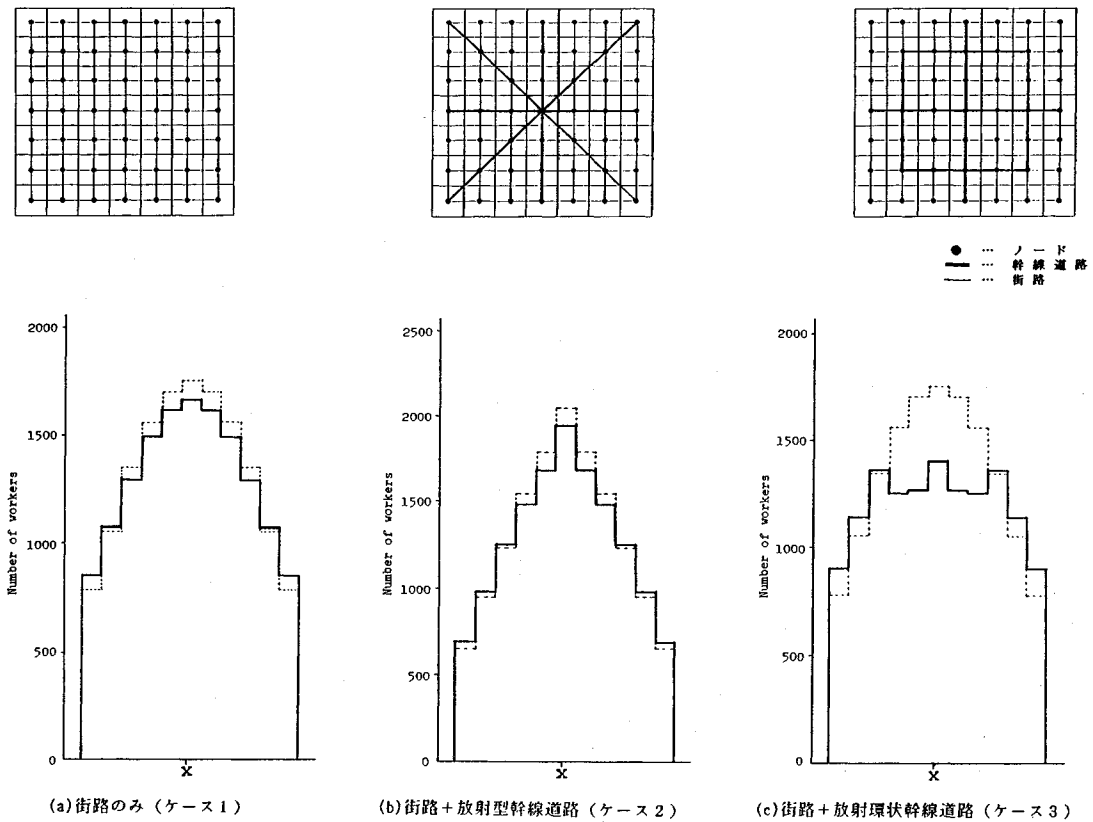 ● … ノード
━ … 幹線道路
─ … 街路
2000
1500
1000
500
0
Number of workers
X
2500
2000
1500
1000
500
0
Number of workers
X
2000
1500
1000
500
0
Number of workers
X
(a)街路のみ（ケース1）
(b)街路＋放射型幹線道路（ケース2）
(c)街路＋放射環状幹線道路（ケース3）